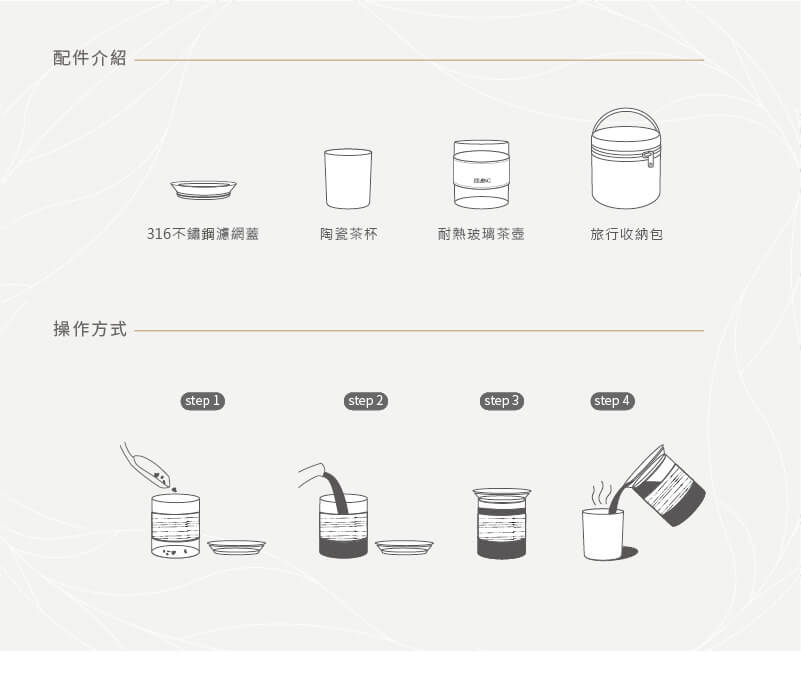 配件介紹
316不鏽鋼濾網蓋
陶瓷茶杯
耐熱玻璃茶壺
旅行收納包
操作方式
step 1
step 2
step 3
step 4